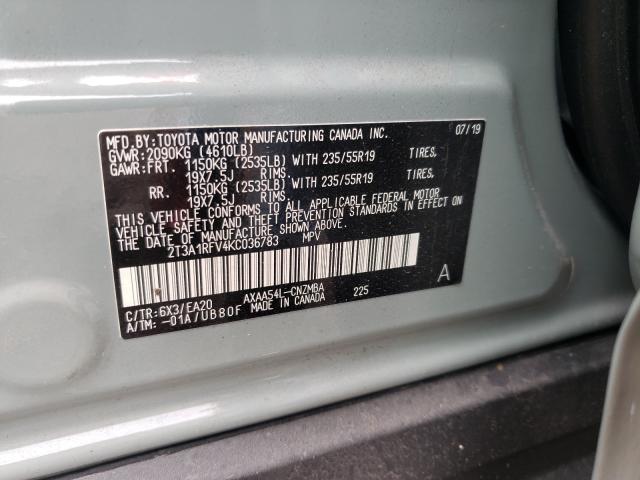 MFD.BY:TOYOTA MOTOR MANUFACTURING CANADA INC. 07/19
GVWR:2090KG (4610LB)
GAWR:FRT. 1150KG (2535LB) WITH 235/55R19 TIRES,
19X7.5J RIMS.
RR. 1150KG (2535LB) WITH 235/55R19 TIRES,
19X7.5J RIMS.
THIS VEHICLE CONFORMS TO ALL APPLICABLE FEDERAL MOTOR
VEHICLE SAFETY AND THEFT PREVENTION STANDARDS IN EFFECT
ON THE DATE OF MANUFACTURE SHOWN ABOVE.
2T3A1RFV4KC036783 MPV
A
C/TR:6X3/EA20 AXAA54L-CNZMBA 225
A/TM:-01A/UB80F MADE IN CANADA